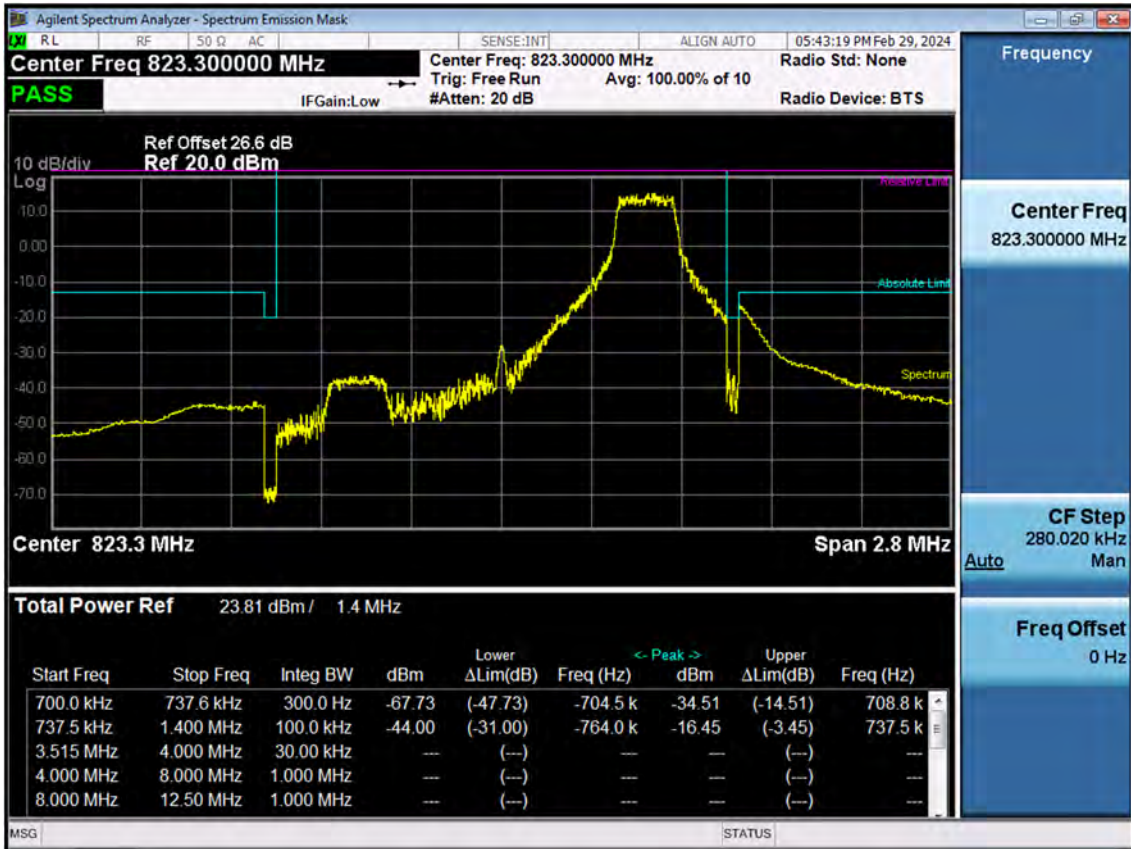 Agilent Spectrum Analyzer - Spectrum Emission Mask
LXI RL RF 50 Ω AC SENSE:INT ALIGN AUTO 05:43:19 PM Feb 29, 2024
Center Freq 823.300000 MHz
Center Freq: 823.300000 MHz Radio Std: None
Trig: Free Run Avg: 100.00% of 10
PASS
IFGain:Low #Atten: 20 dB Radio Device: BTS
Ref Offset 26.6 dB
10 dB/div Ref 20.0 dBm
Log
Relative Limit
10.0
0.00
-10.0
Absolute Limit
-20.0
-30.0
Spectrum
-40.0
-50.0
-60.0
-70.0
Center 823.3 MHz Span 2.8 MHz
Total Power Ref 23.81 dBm / 1.4 MHz
Lower <- Peak -> Upper
Start Freq Stop Freq Integ BW dBm ΔLim(dB) Freq (Hz) dBm ΔLim(dB) Freq (Hz)
700.0 kHz 737.6 kHz 300.0 Hz -67.73 (-47.73) -704.5 k -34.51 (-14.51) 708.8 k
737.5 kHz 1.400 MHz 100.0 kHz -44.00 (-31.00) -764.0 k -16.45 (-3.45) 737.5 k
3.515 MHz 4.000 MHz 30.00 kHz --- (---) --- --- (---) ---
4.000 MHz 8.000 MHz 1.000 MHz --- (---) --- --- (---) ---
8.000 MHz 12.50 MHz 1.000 MHz --- (---) --- --- (---) ---
MSG STATUS
Frequency
Center Freq
823.300000 MHz
CF Step
280.020 kHz
Auto Man
Freq Offset
0 Hz